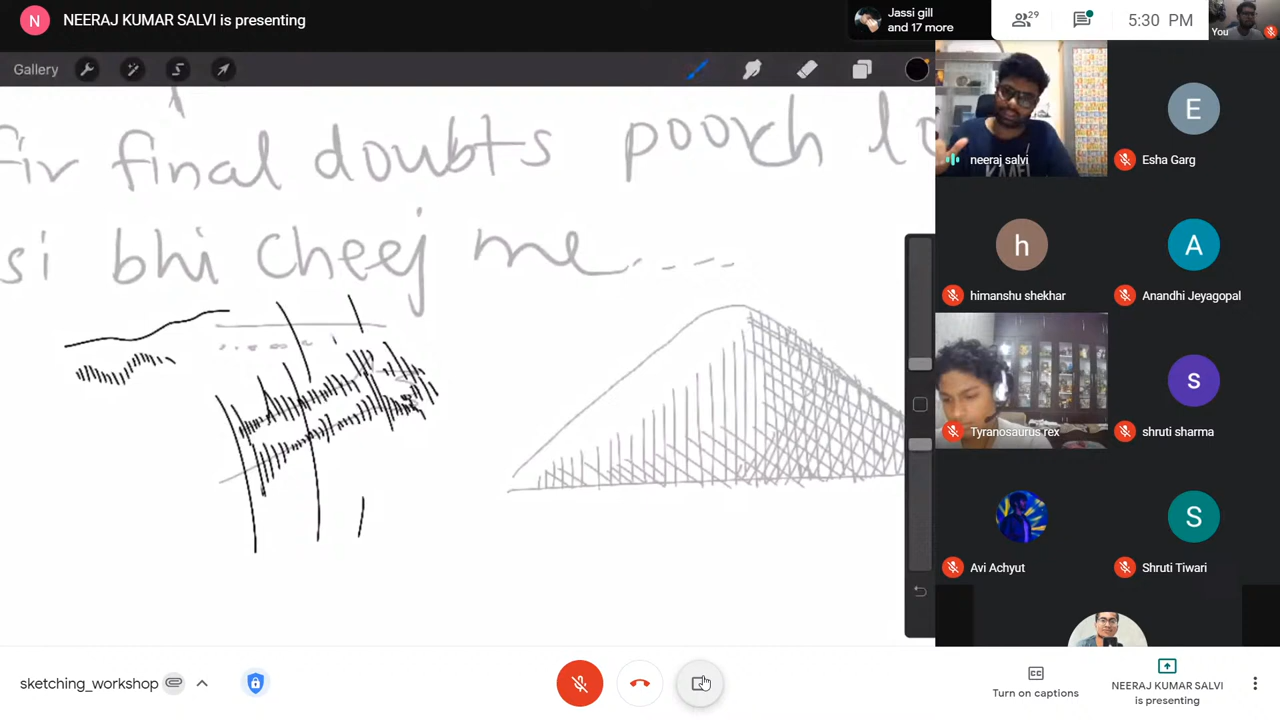 N NEERAJ KUMAR SALVI is presenting
Jassi gill
and 17 more
29
5:30 PM
You
Gallery
fir final doubts pooch l
si bhi cheej me.----
neeraj salvi
E
Esha Garg
h
himanshu shekhar
A
Anandhi Jeyagopal
Tyranosaurus rex
s
shruti sharma
Avi Achyut
S
Shruti Tiwari
sketching_workshop
CC
Turn on captions
NEERAJ KUMAR SALVI
is presenting